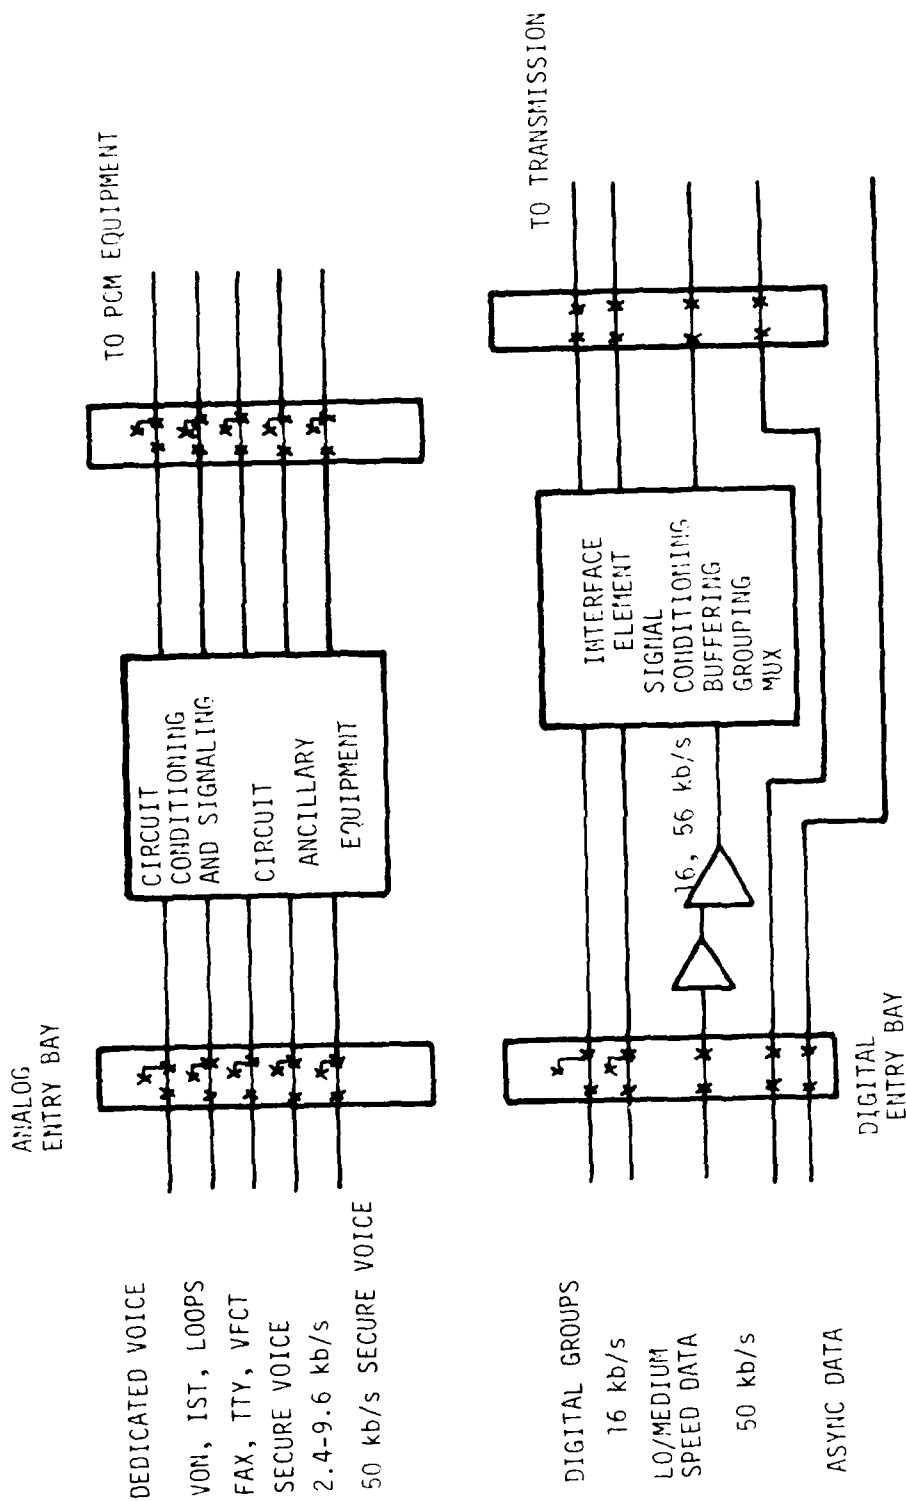 ANALOG
ENTRY BAY
TO PCM EQUIPMENT
DEDICATED VOICE
VON, IST, LOOPS
FAX, TTY, VFCT
SECURE VOICE
2.4-9.6 kb/s
50 kb/s SECURE VOICE
CIRCUIT
CONDITIONING
AND SIGNALING
CIRCUIT
ANCILLARY
EQUIPMENT
TO TRANSMISSION
DIGITAL GROUPS
16 kb/s
LO/MEDIUM
SPEED DATA
50 kb/s
ASYNC DATA
16, 56 kb/s
INTERFACE
ELEMENT
SIGNAL
CONDITIONING
BUFFERING
GROUPING
MUX
DIGITAL
ENTRY BAY